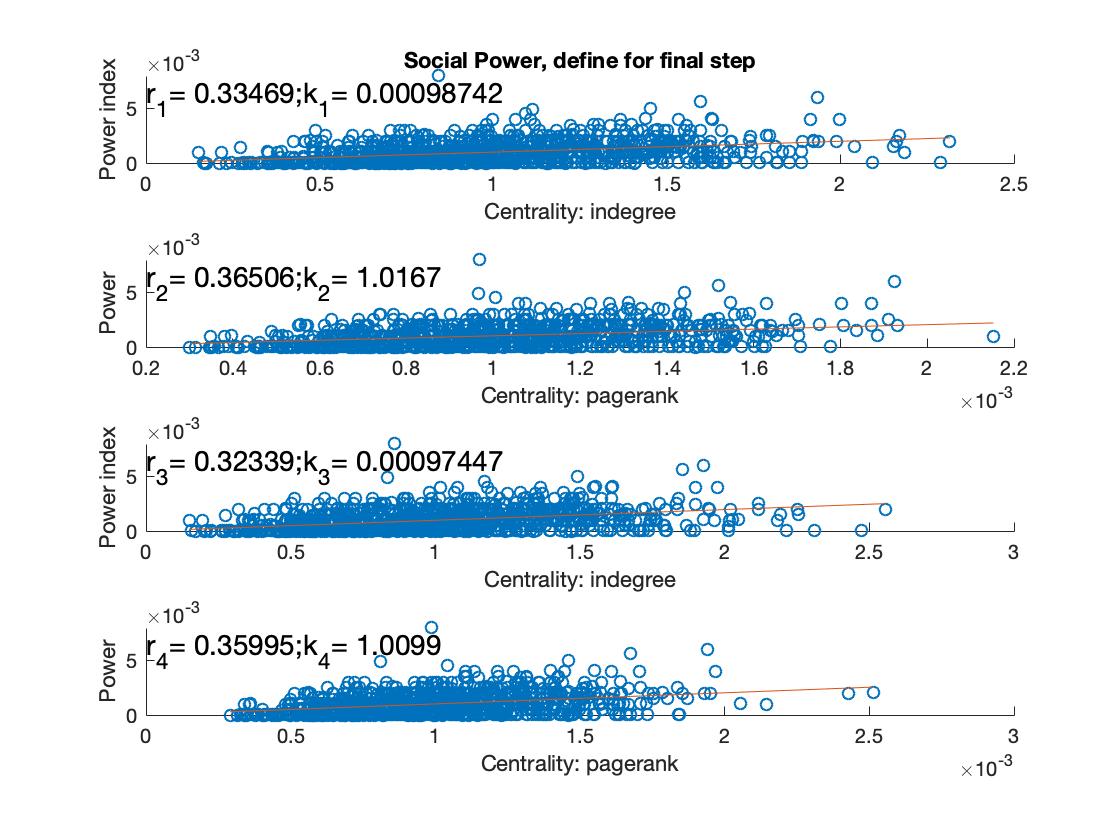 Social Power, define for final step
×10-3
r1= 0.33469;k1= 0.00098742
Power index
5
0
0 0.5 1 1.5 2 2.5
Centrality: indegree
×10-3
r2= 0.36506;k2= 1.0167
Power
5
0
0.2 0.4 0.6 0.8 1 1.2 1.4 1.6 1.8 2 2.2
Centrality: pagerank
×10-3
×10-3
r3= 0.32339;k3= 0.00097447
Power index
5
0
0 0.5 1 1.5 2 2.5 3
Centrality: indegree
×10-3
r4= 0.35995;k4= 1.0099
Power
5
0
0 0.5 1 1.5 2 2.5 3
Centrality: pagerank
×10-3